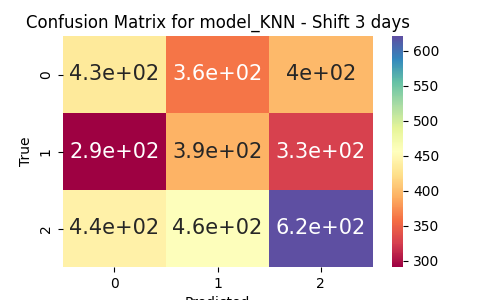 Confusion Matrix for model_KNN - Shift 3 days
True
0 4.3e+02 3.6e+02 4e+02
1 2.9e+02 3.9e+02 3.3e+02
2 4.4e+02 4.6e+02 6.2e+02
0 1 2
Predicted
600
550
500
450
400
350
300